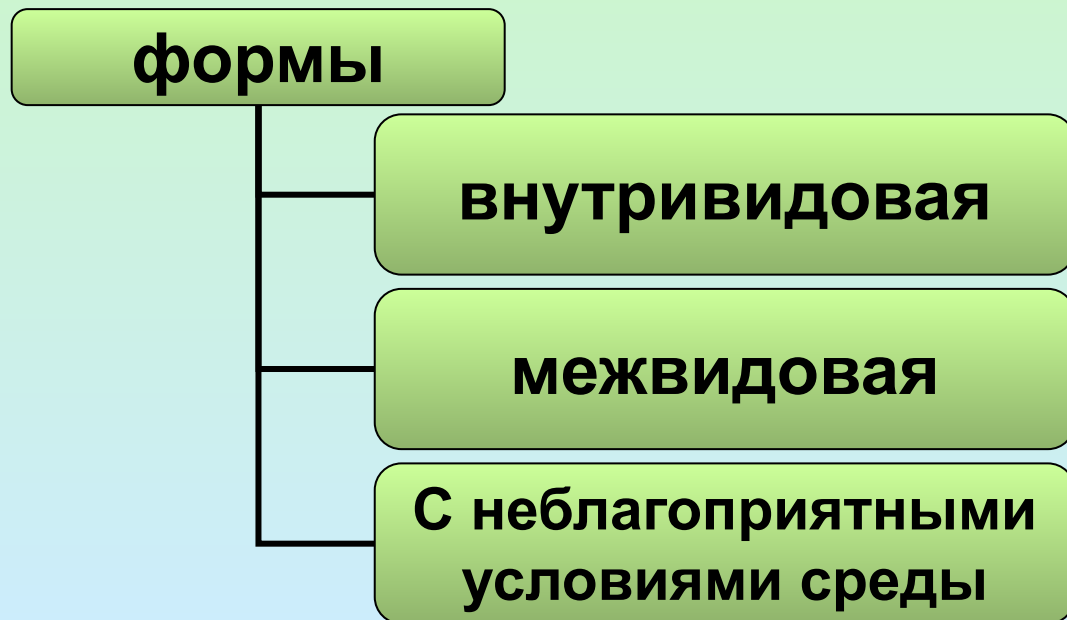 формы
внутривидовая
межвидовая
С неблагоприятными
условиями среды